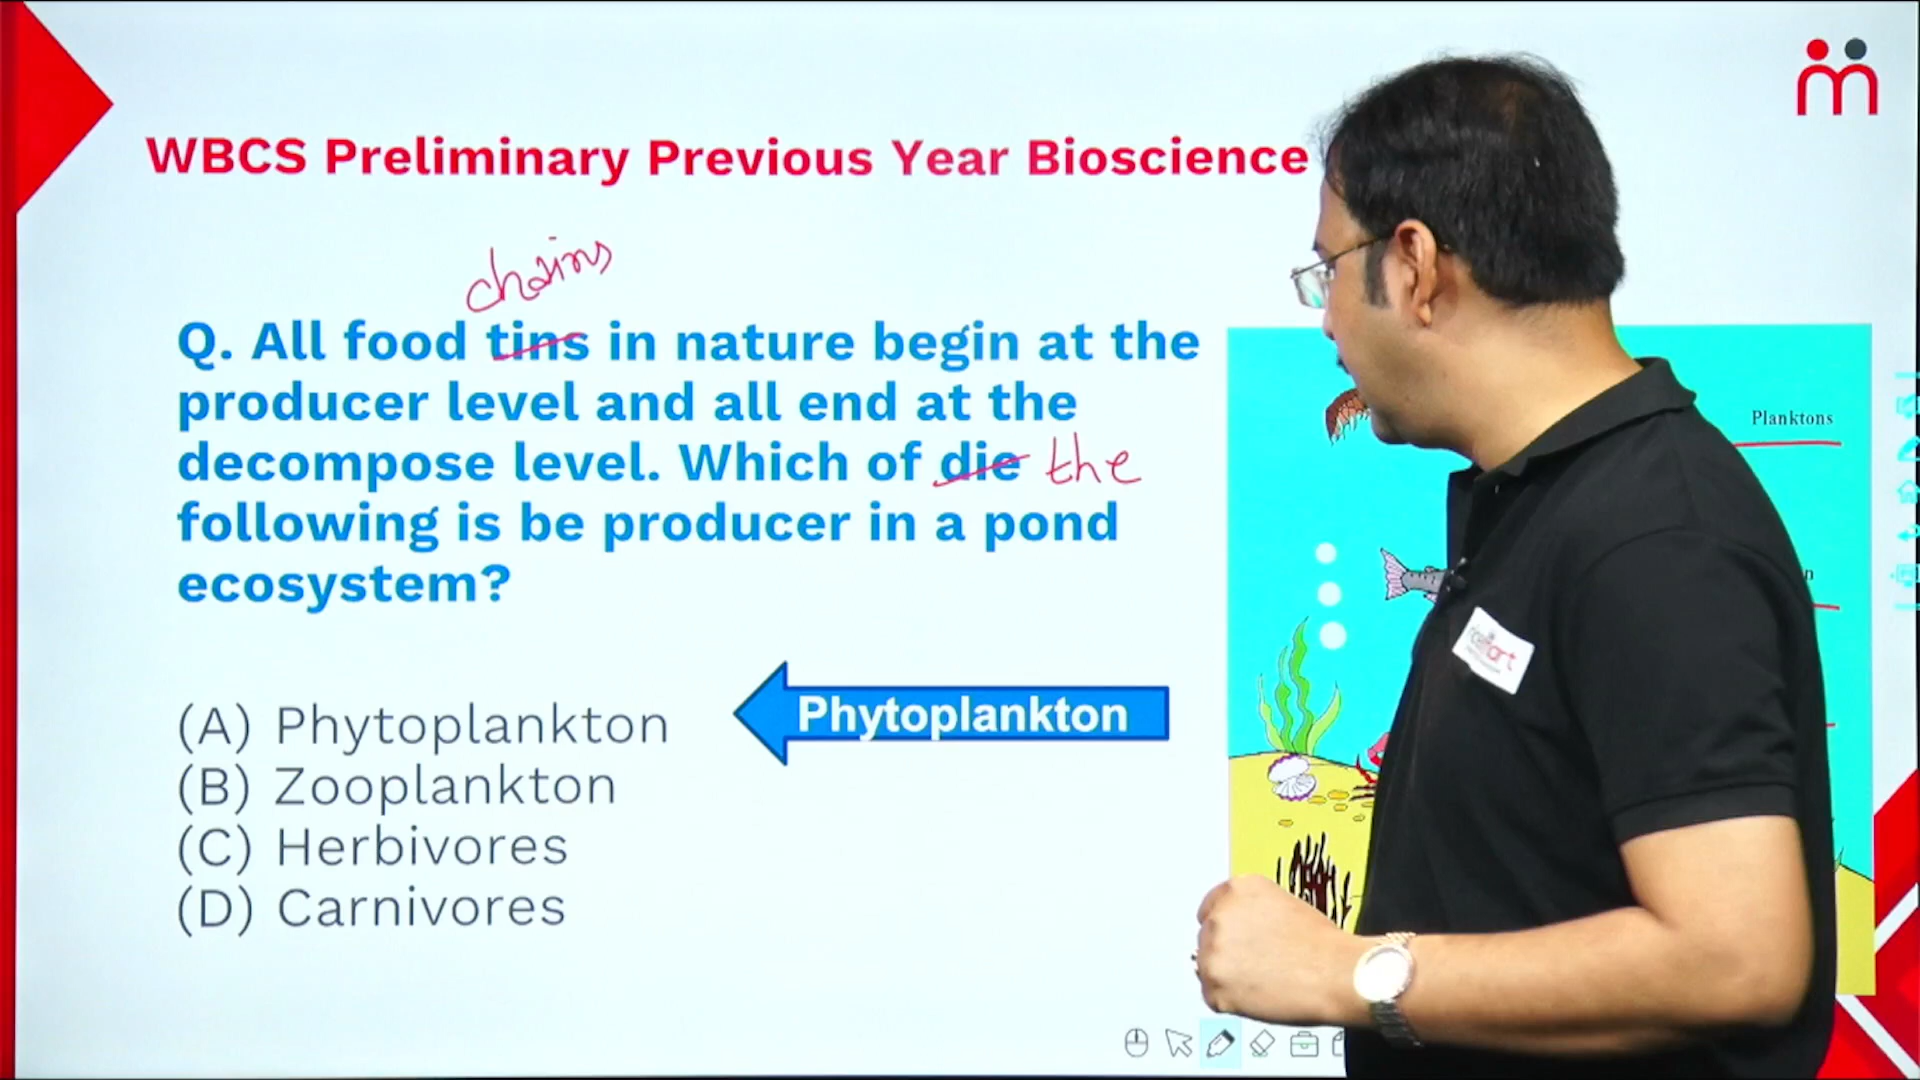 WBCS Preliminary Previous Year Bioscience
chains
Q. All food tins in nature begin at the
producer level and all end at the
decompose level. Which of die the
following is be producer in a pond
ecosystem?
(A) Phytoplankton
(B) Zooplankton
(C) Herbivores
(D) Carnivores
Phytoplankton
Planktons